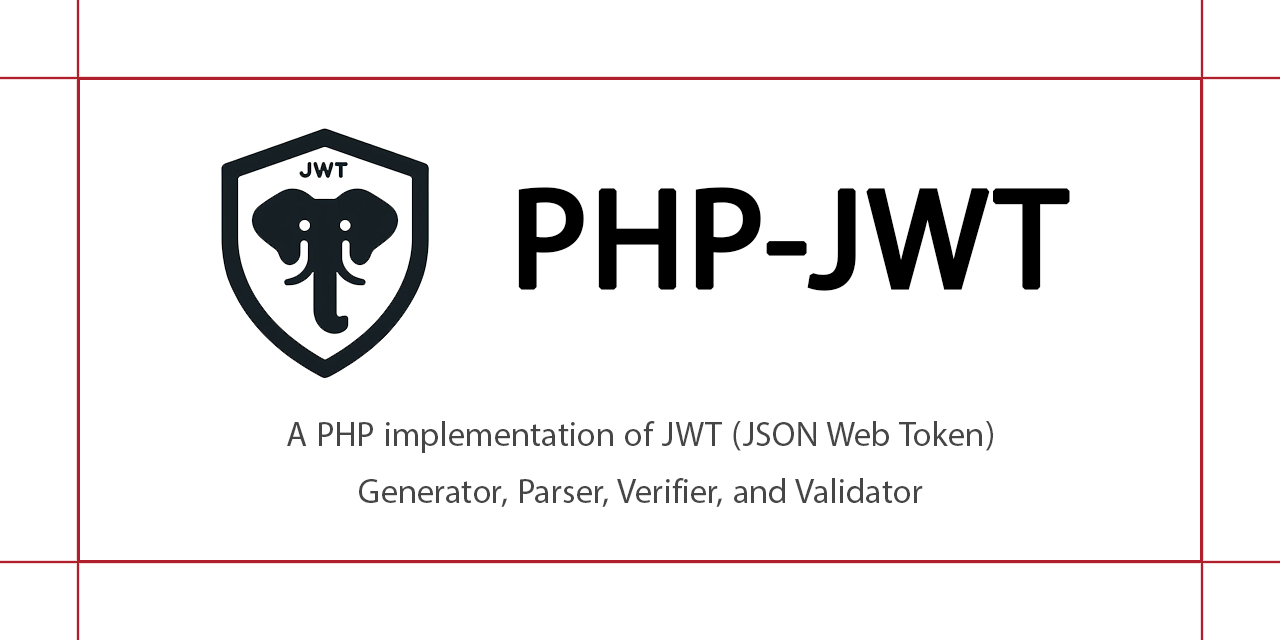 JWT
PHP-JWT
A PHP implementation of JWT (JSON Web Token)
Generator, Parser, Verifier, and Validator